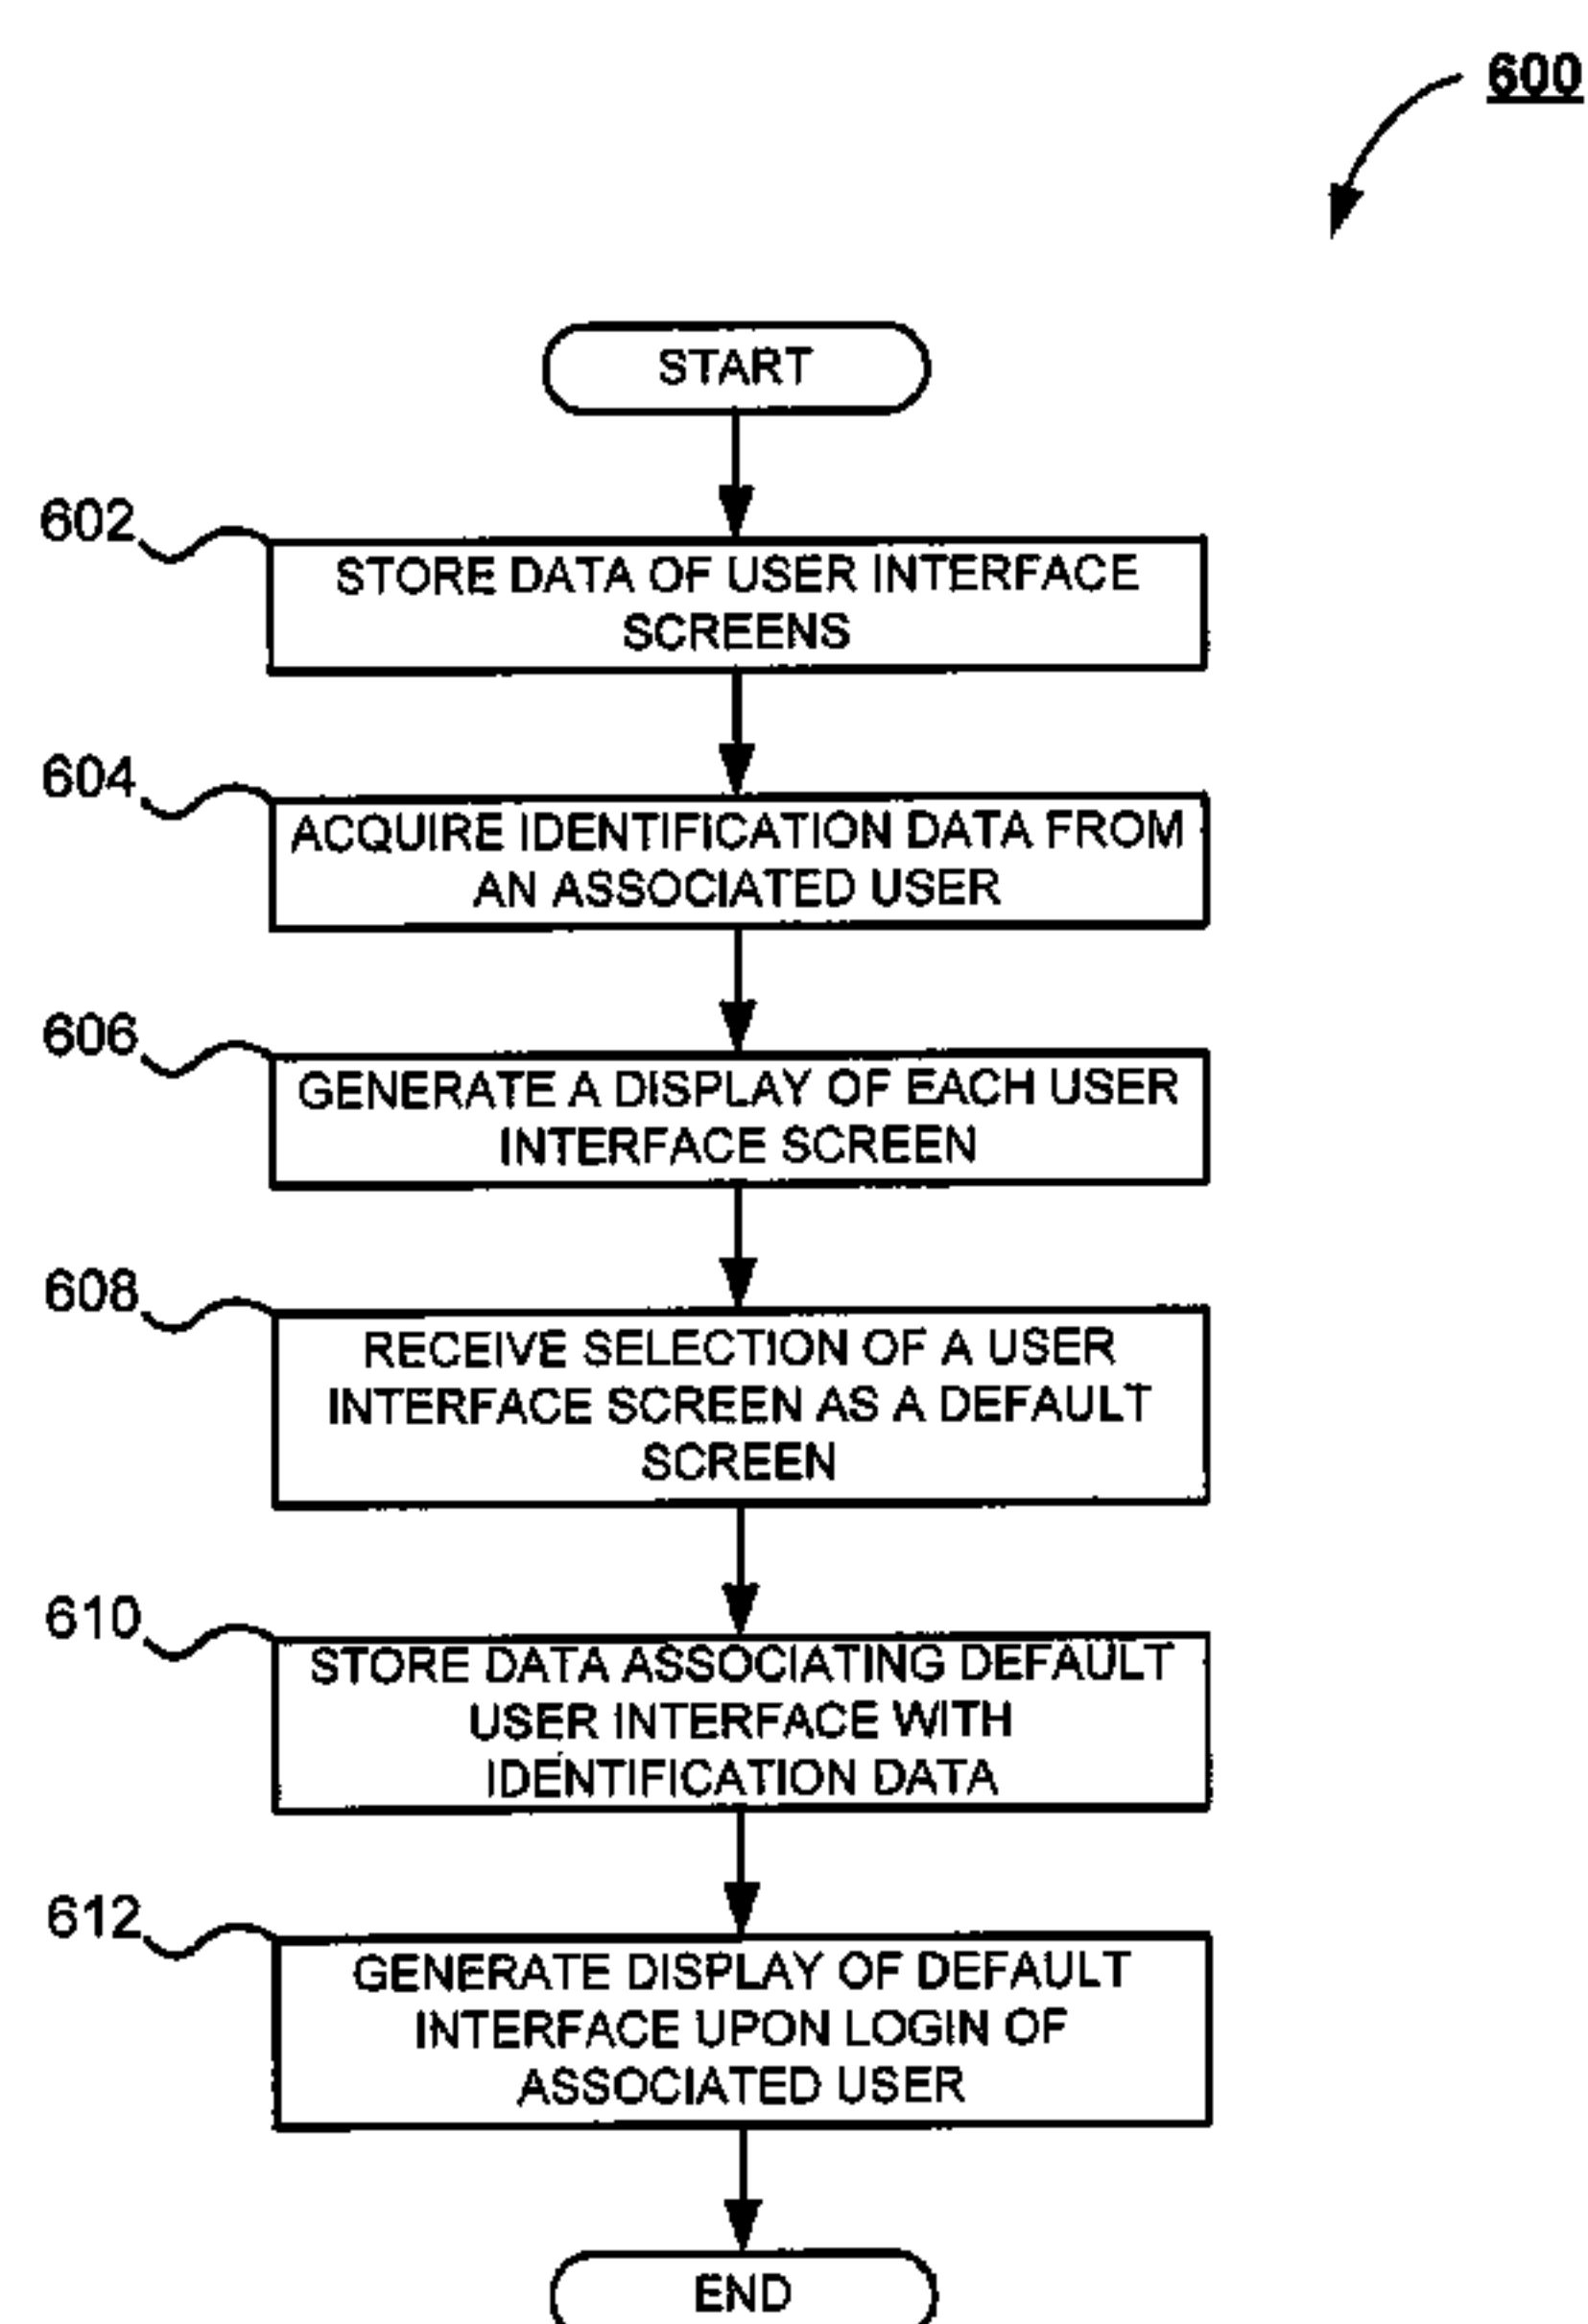 600
START
602
STORE DATA OF USER INTERFACE
SCREENS
604
ACQUIRE IDENTIFICATION DATA FROM
AN ASSOCIATED USER
606
GENERATE A DISPLAY OF EACH USER
INTERFACE SCREEN
608
RECEIVE SELECTION OF A USER
INTERFACE SCREEN AS A DEFAULT
SCREEN
610
STORE DATA ASSOCIATING DEFAULT
USER INTERFACE WITH
IDENTIFICATION DATA
612
GENERATE DISPLAY OF DEFAULT
INTERFACE UPON LOGIN OF
ASSOCIATED USER
END